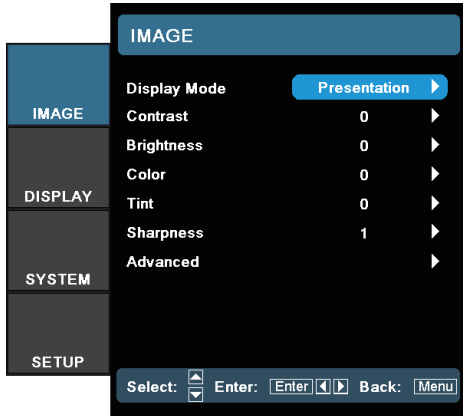 IMAGE
IMAGE
DISPLAY
SYSTEM
SETUP
Display Mode Presentation
Contrast 0
Brightness 0
Color 0
Tint 0
Sharpness 1
Advanced
Select: Enter: Enter Back: Menu